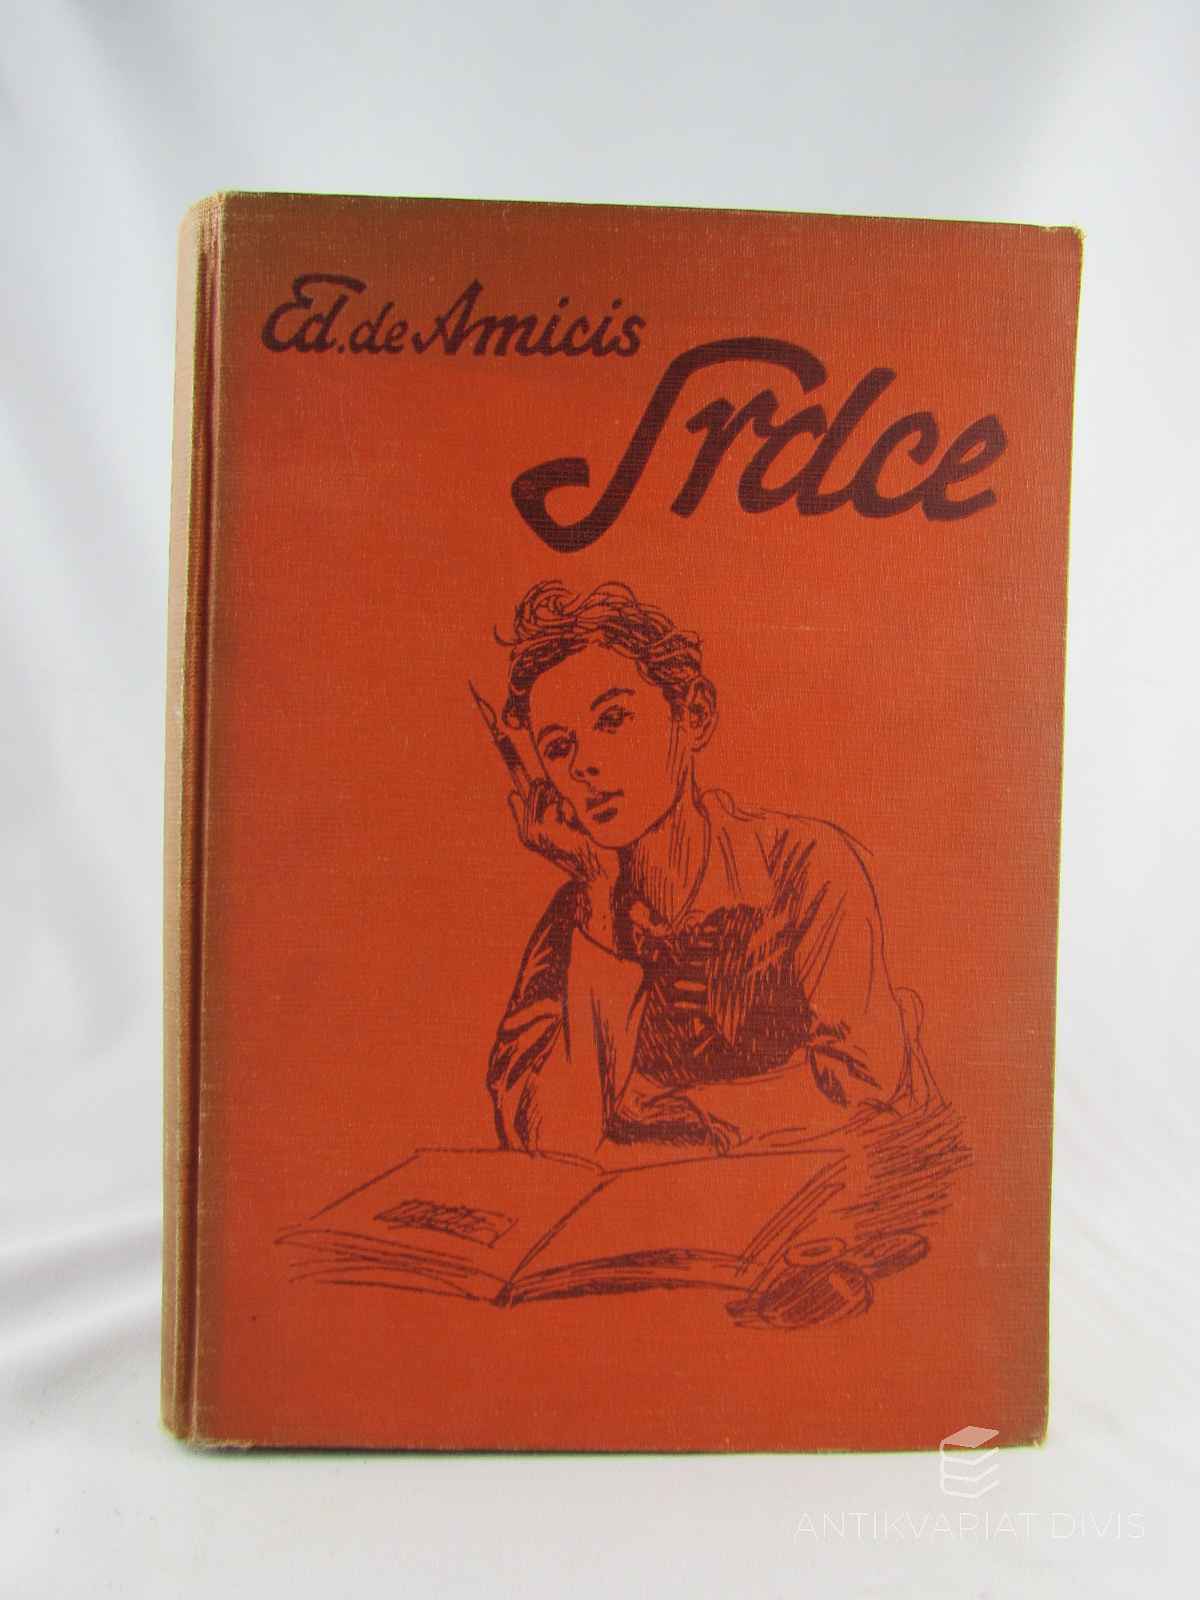 Ed. de Amicis
Srdce
ANTIKVARIAT DIVIS